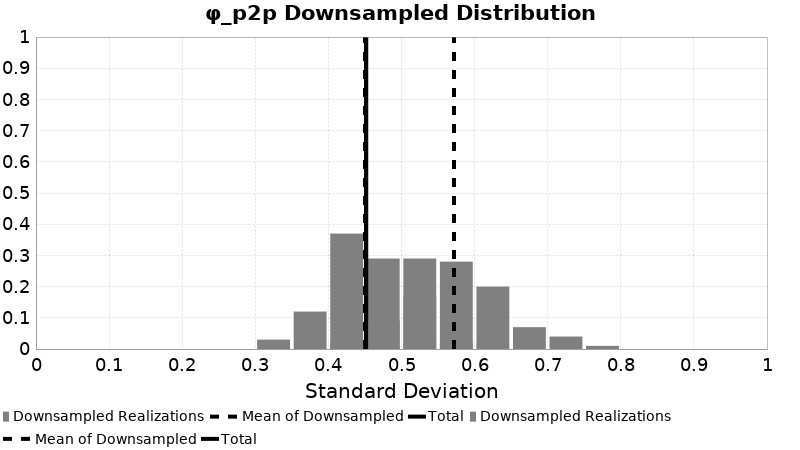 φ_p2p Downsampled Distribution
1
0.9
0.8
0.7
0.6
0.5
0.4
0.3
0.2
0.1
0
0 0.1 0.2 0.3 0.4 0.5 0.6 0.7 0.8 0.9 1
Standard Deviation
Downsampled Realizations Mean of Downsampled Total Downsampled Realizations
Mean of Downsampled Total